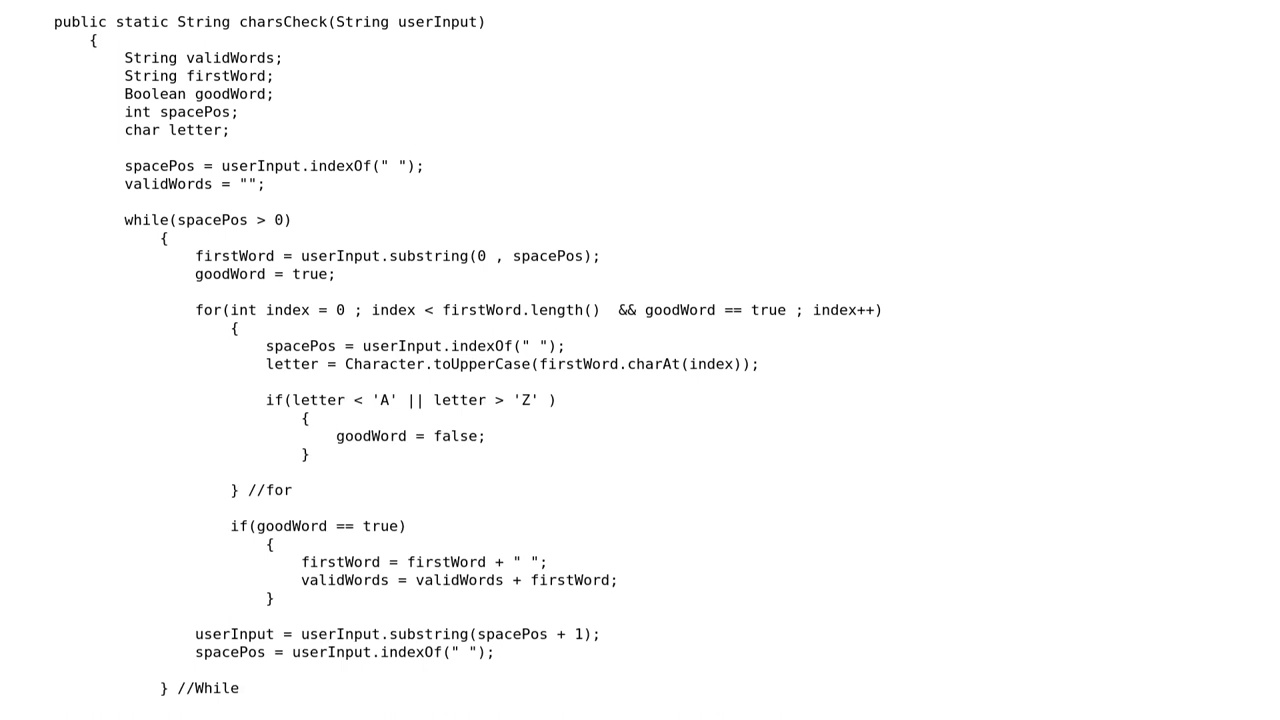 public static String charsCheck(String userInput)
{
String validWords;
String firstWord;
Boolean goodWord;
int spacePos;
char letter;
spacePos = userInput.indexOf(" ");
validWords = "";
while(spacePos > 0)
{
firstWord = userInput.substring(0 , spacePos);
goodWord = true;
for(int index = 0 ; index < firstWord.length()  && goodWord == true ; index++)
{
spacePos = userInput.indexOf(" ");
letter = Character.toUpperCase(firstWord.charAt(index));
if(letter < 'A' || letter > 'Z' )
{
goodWord = false;
}
} //for
if(goodWord == true)
{
firstWord = firstWord + " ";
validWords = validWords + firstWord;
}
userInput = userInput.substring(spacePos + 1);
spacePos = userInput.indexOf(" ");
} //While